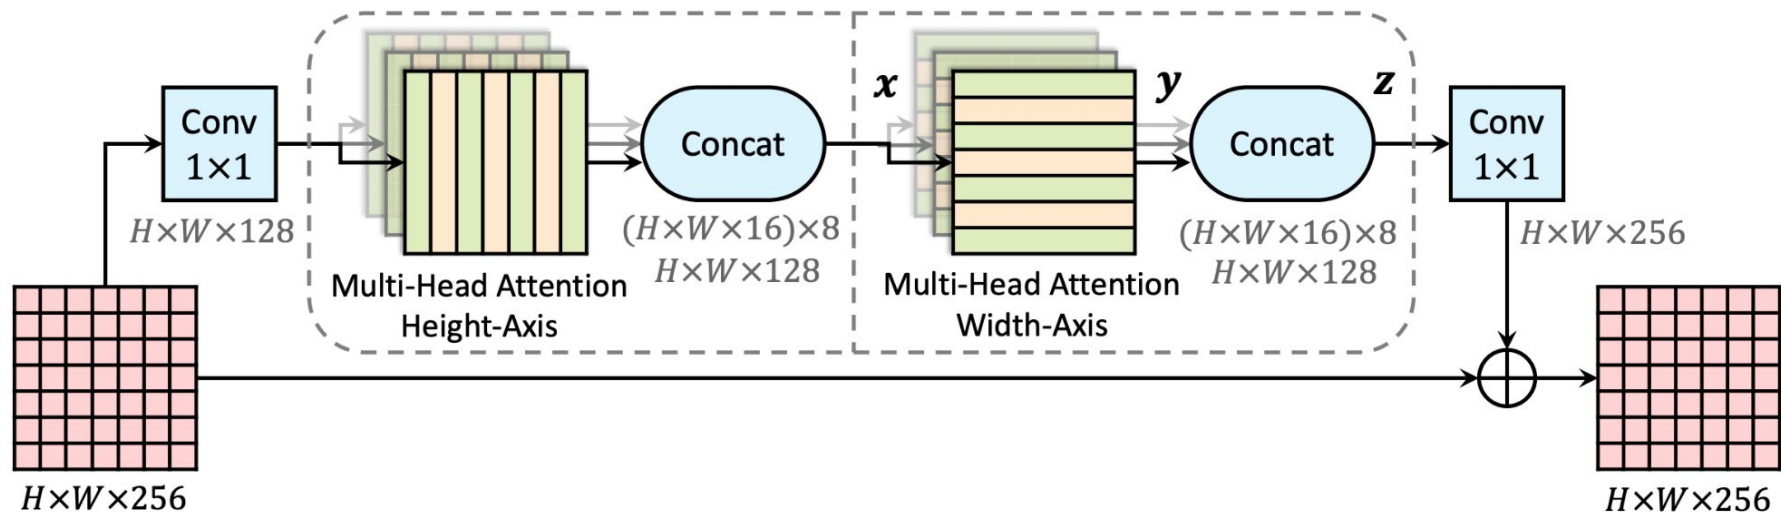 Conv
1×1
H×W×128
Multi-Head Attention
Height-Axis
Concat
(H×W×16)×8
H×W×128
x
Multi-Head Attention
Width-Axis
y
Concat
(H×W×16)×8
H×W×128
z
Conv
1×1
H×W×256
H×W×256
H×W×256